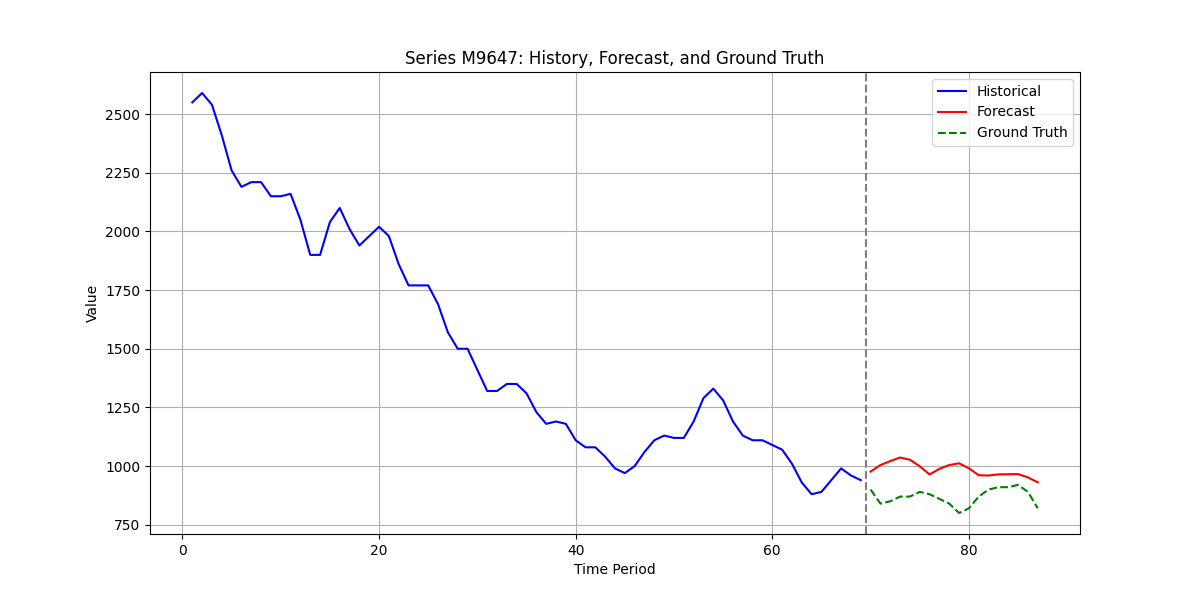 Series M9647: History, Forecast, and Ground Truth
Historical
Forecast
Ground Truth
Value
2500
2250
2000
1750
1500
1250
1000
750
0 20 40 60 80
Time Period